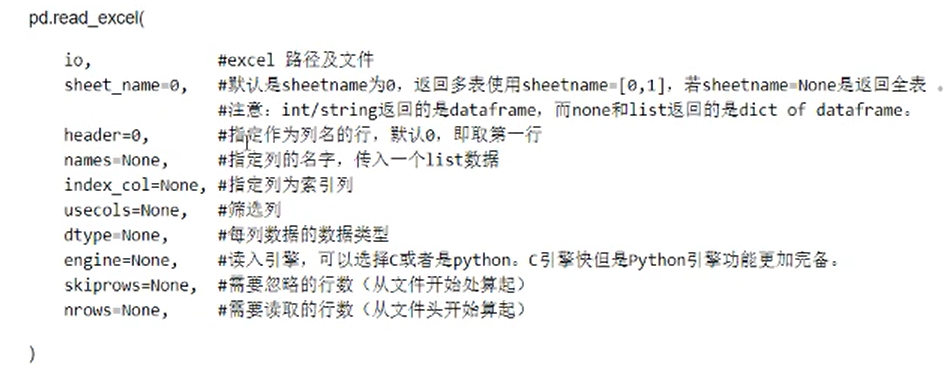 pd.read_excel(
io, #excel 路径及文件
sheet_name=0, #默认是sheetname为0，返回多表使用sheetname=[0,1]，若sheetname=None是返回全表 。
#注意：int/string返回的是dataframe，而none和list返回的是dict of dataframe。
header=0, #指定作为列名的行，默认0，即取第一行
names=None, #指定列的名字，传入一个list数据
index_col=None, #指定列为索引列
usecols=None, #筛选列
dtype=None, #每列数据的数据类型
engine=None, #读入引擎，可以选择C或者是python。C引擎快但是Python引擎功能更加完备。
skiprows=None, #需要忽略的行数（从文件开始处算起）
nrows=None, #需要读取的行数（从文件头开始算起）
)